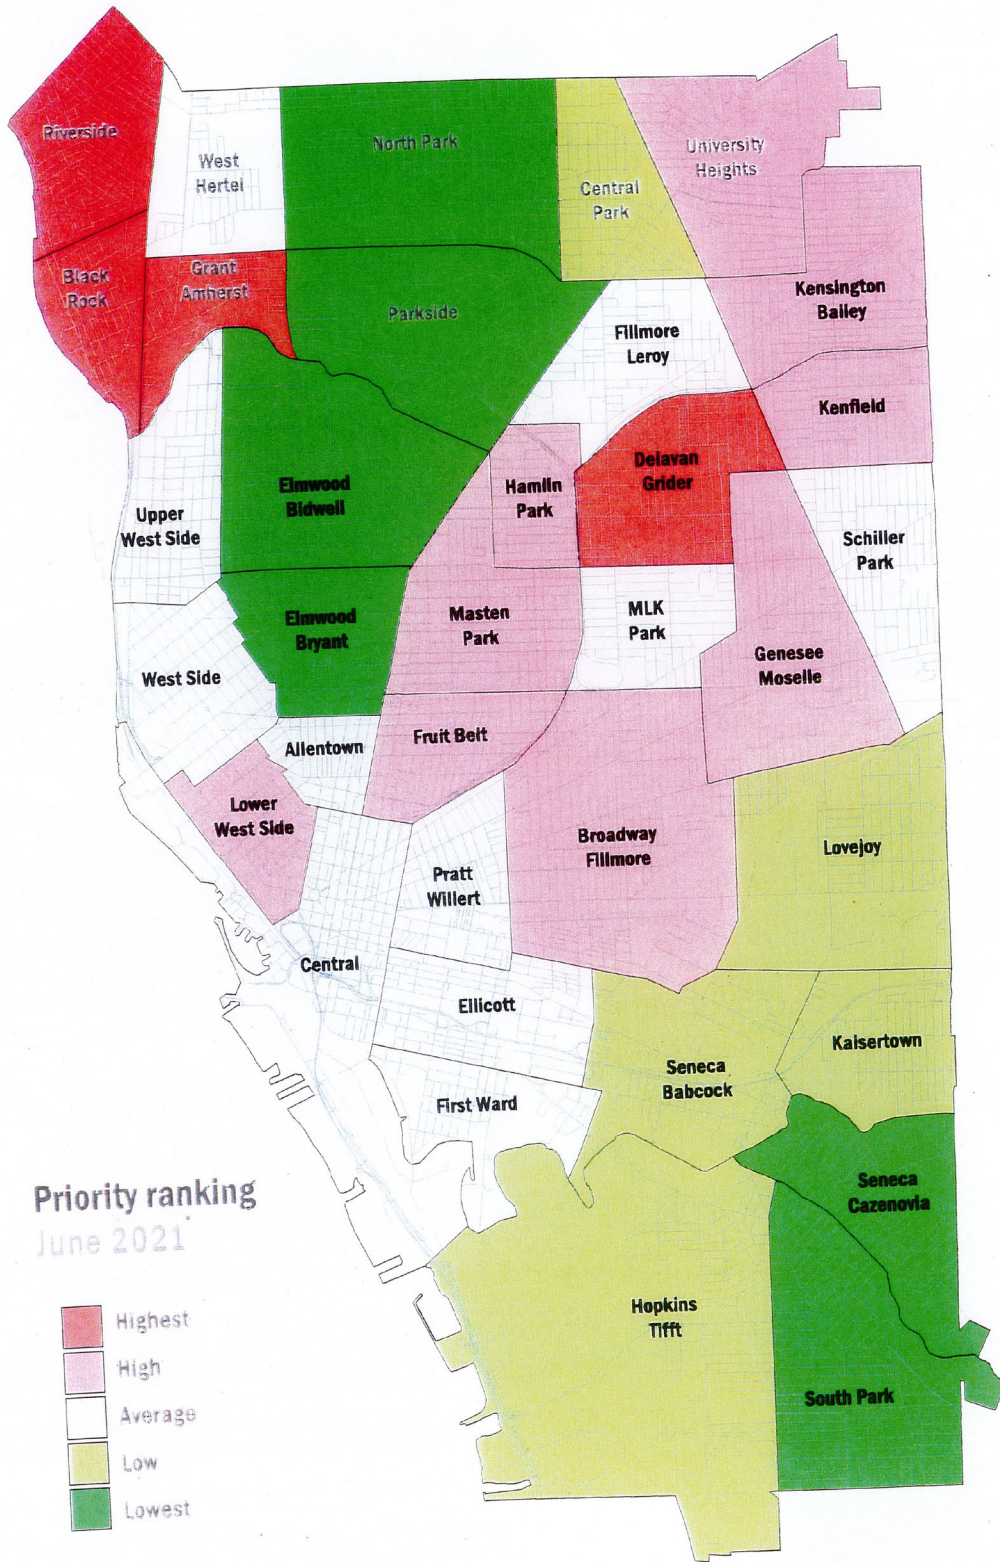 Riverside
West
Hertel
North Park
University
Heights
Central
Park
Black
Rock
Grant
Amherst
Parkside
Kensington
Bailey
Fillmore
Leroy
Kenfield
Delavan
Grider
Elmwood
Bidwell
Hamlin
Park
Upper
West Side
Schiller
Park
Elmwood
Bryant
Masten
Park
MLK
Park
Genesee
Moselle
West Side
Allentown
Fruit Belt
Lower
West Side
Broadway
Fillmore
Lovejoy
Pratt
Willert
Central
Ellicott
Kaisertown
Seneca
Babcock
First Ward
Seneca
Cazenovia
Hopkins
Tifft
South Park
Priority ranking
June 2021
Highest
High
Average
Low
Lowest